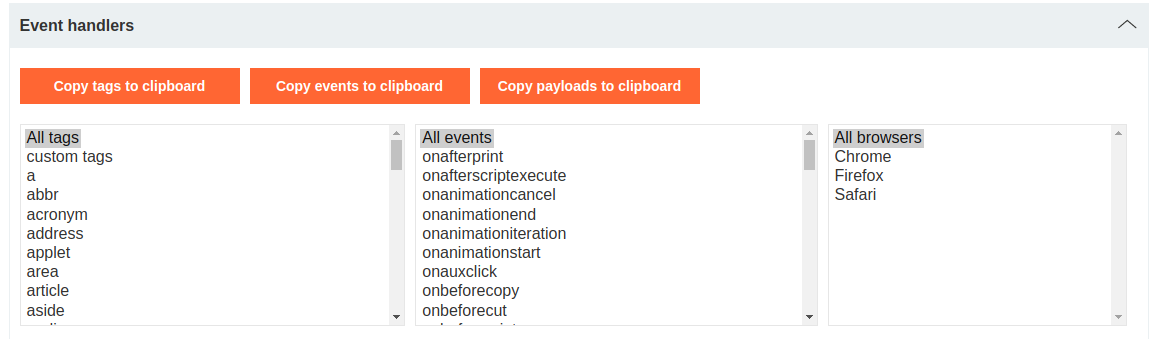 Event handlers
Copy tags to clipboard
Copy events to clipboard
Copy payloads to clipboard
All tags
custom tags
a
abbr
acronym
address
applet
area
article
aside
All events
onafterprint
onafterscriptexecute
onanimationcancel
onanimationend
onanimationiteration
onanimationstart
onauxclick
onbeforecopy
onbeforecut
All browsers
Chrome
Firefox
Safari